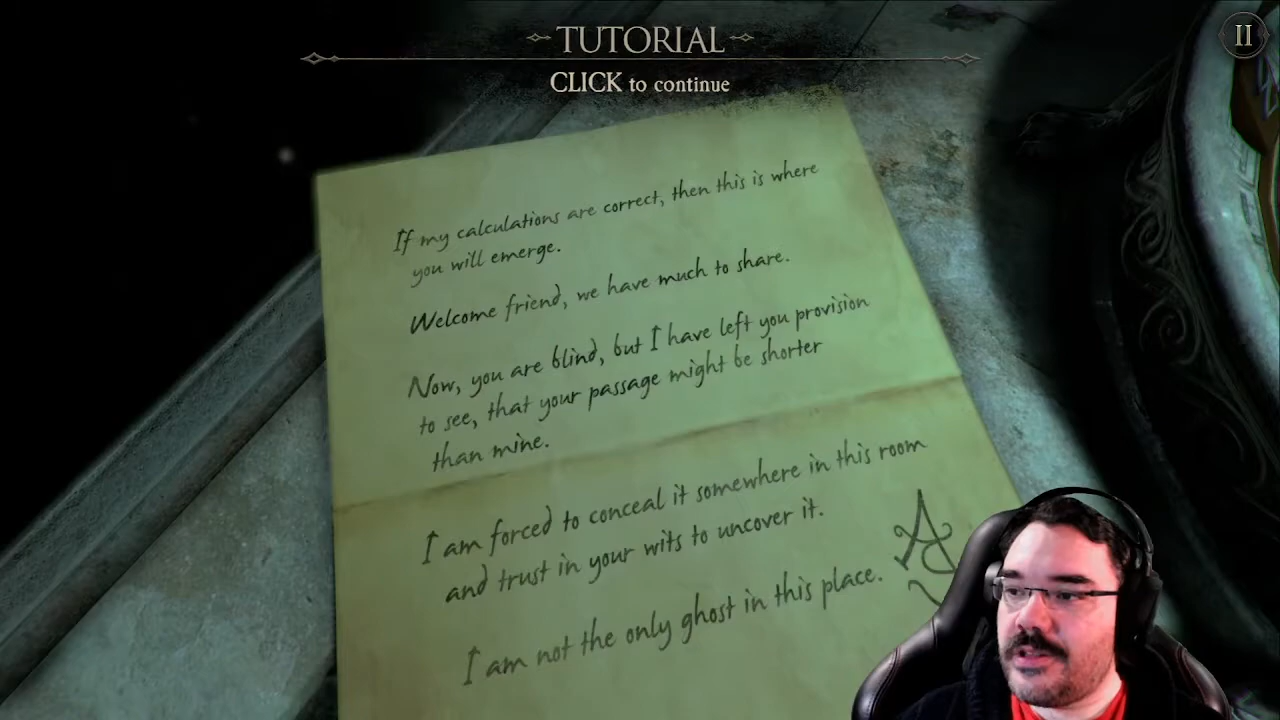 TUTORIAL
CLICK to continue
II
If my calculations are correct, then this is where
you will emerge.
Welcome friend, we have much to share.
Now, you are blind, but I have left you provision
to see, that your passage might be shorter
than mine.
I am forced to conceal it somewhere in this room
and trust in your wits to uncover it.
I am not the only ghost in this place.